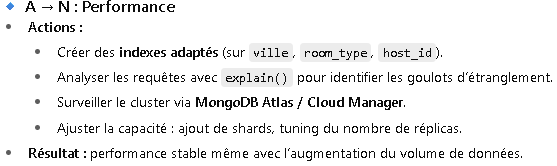 A → N : Performance
• Actions :
• Créer des indexes adaptés (sur ville, room_type, host_id).
• Analyser les requêtes avec explain() pour identifier les goulots d'étranglement.
• Surveiller le cluster via MongoDB Atlas / Cloud Manager.
• Ajuster la capacité : ajout de shards, tuning du nombre de réplicas.
• Résultat : performance stable même avec l'augmentation du volume de données.